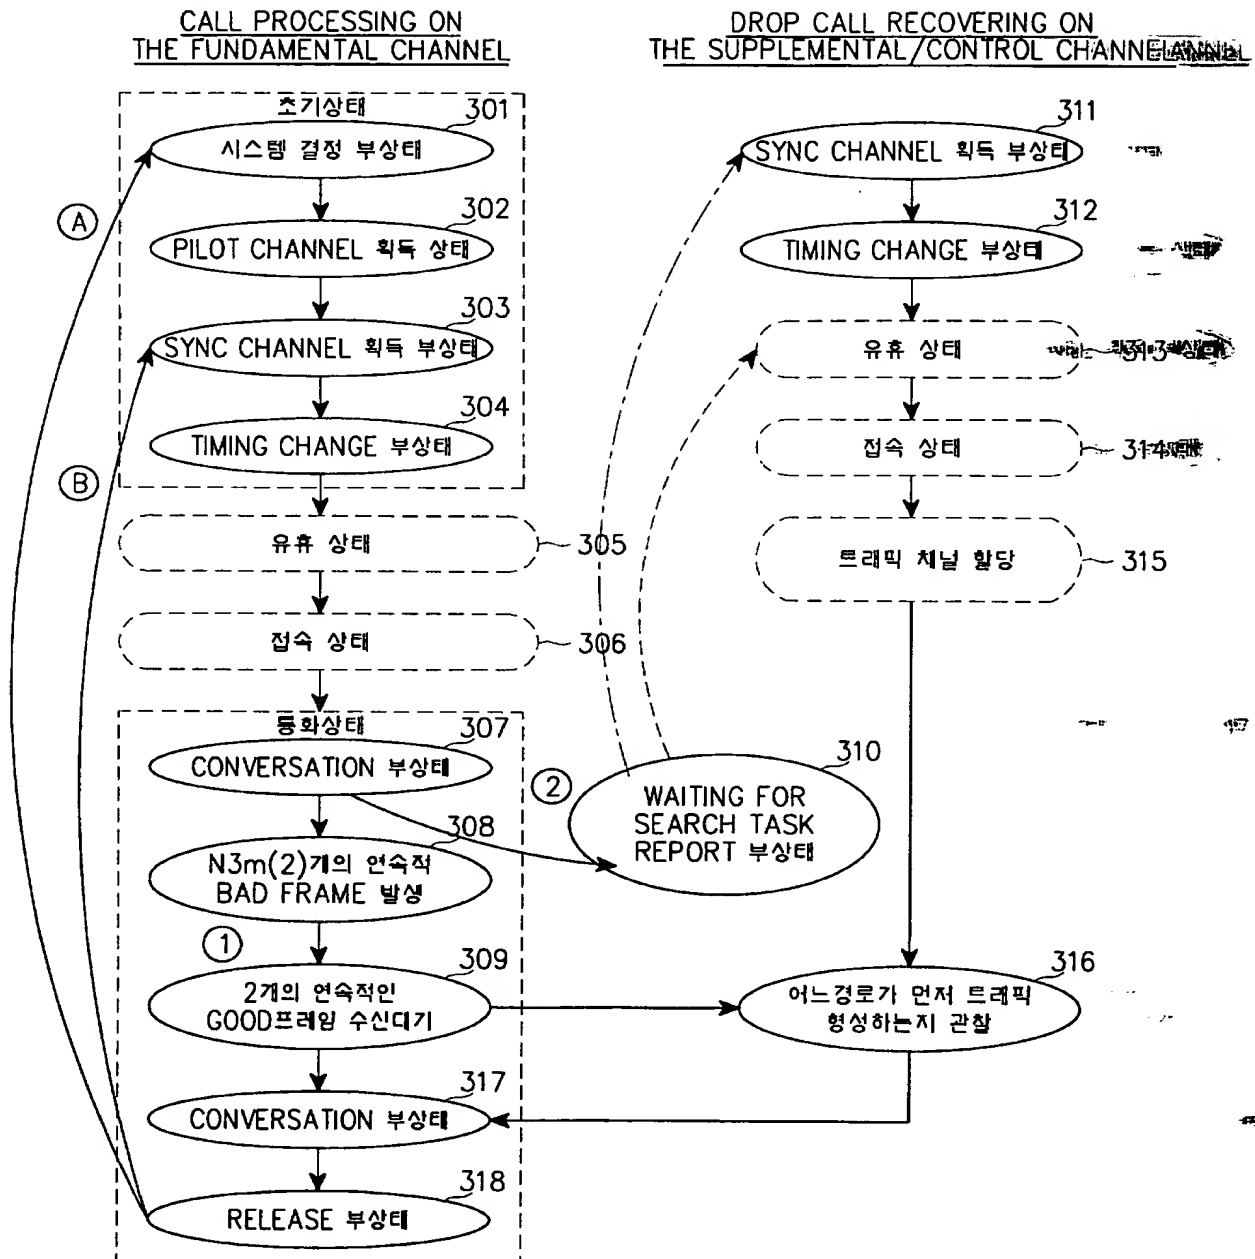 CALL PROCESSING ON
THE FUNDAMENTAL CHANNEL
초기상태
301
시스템 결정 부상태
A
302
PILOT CHANNEL 획득 상태
303
SYNC CHANNEL 획득 부상태
304
TIMING CHANGE 부상태
B
유휴 상태
305
접속 상태
306
통화상태
307
CONVERSATION 부상태
308
N3m(2)개의 연속적
BAD FRAME 발생
1
309
2개의 연속적인
GOOD프레임 수신대기
317
CONVERSATION 부상태
318
RELEASE 부상태
DROP CALL RECOVERING ON
THE SUPPLEMENTAL/CONTROL CHANNEL
311
SYNC CHANNEL 획득 부상태
312
TIMING CHANGE 부상태
유휴 상태
313
접속 상태
314
트래픽 채널 할당
315
2
310
WAITING FOR
SEARCH TASK
REPORT 부상태
316
어느경로가 먼저 트래픽
형성하는지 관찰